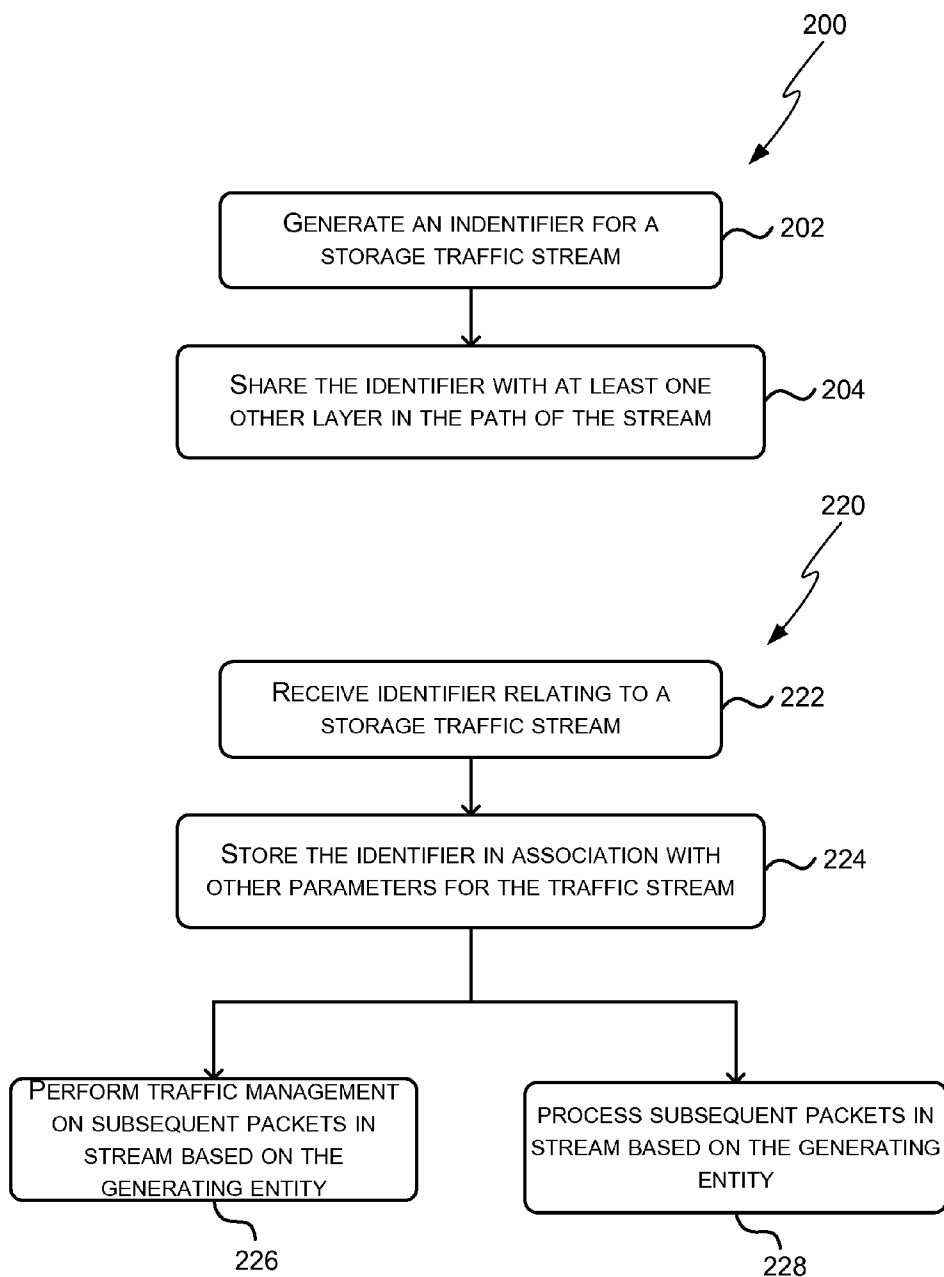 200
GENERATE AN INDENTIFIER FOR A
STORAGE TRAFFIC STREAM
202
SHARE THE IDENTIFIER WITH AT LEAST ONE
OTHER LAYER IN THE PATH OF THE STREAM
204
220
RECEIVE IDENTIFIER RELATING TO A
STORAGE TRAFFIC STREAM
222
STORE THE IDENTIFIER IN ASSOCIATION WITH
OTHER PARAMETERS FOR THE TRAFFIC STREAM
224
PERFORM TRAFFIC MANAGEMENT
ON SUBSEQUENT PACKETS IN
STREAM BASED ON THE
GENERATING ENTITY
226
PROCESS SUBSEQUENT PACKETS IN
STREAM BASED ON THE GENERATING
ENTITY
228